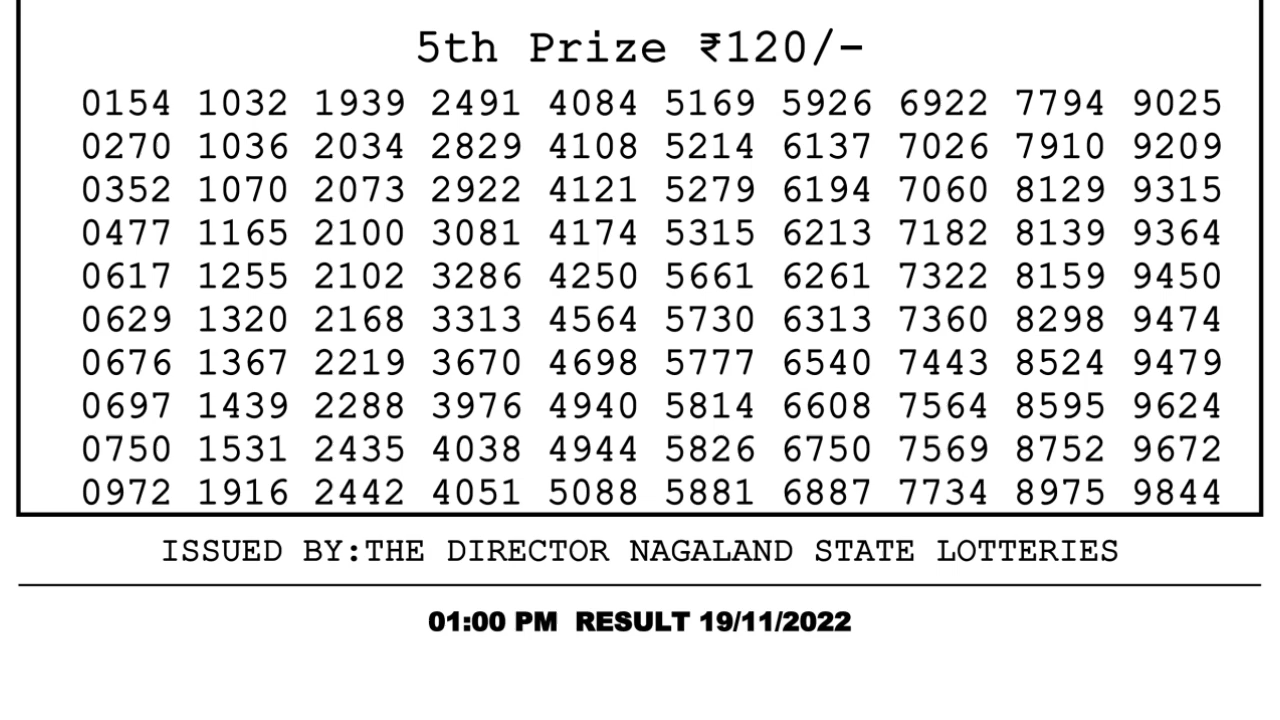 5th Prize ₹120/-
0154 1032 1939 2491 4084 5169 5926 6922 7794 9025
0270 1036 2034 2829 4108 5214 6137 7026 7910 9209
0352 1070 2073 2922 4121 5279 6194 7060 8129 9315
0477 1165 2100 3081 4174 5315 6213 7182 8139 9364
0617 1255 2102 3286 4250 5661 6261 7322 8159 9450
0629 1320 2168 3313 4564 5730 6313 7360 8298 9474
0676 1367 2219 3670 4698 5777 6540 7443 8524 9479
0697 1439 2288 3976 4940 5814 6608 7564 8595 9624
0750 1531 2435 4038 4944 5826 6750 7569 8752 9672
0972 1916 2442 4051 5088 5881 6887 7734 8975 9844
ISSUED BY:THE DIRECTOR NAGALAND STATE LOTTERIES
01:00 PM RESULT 19/11/2022